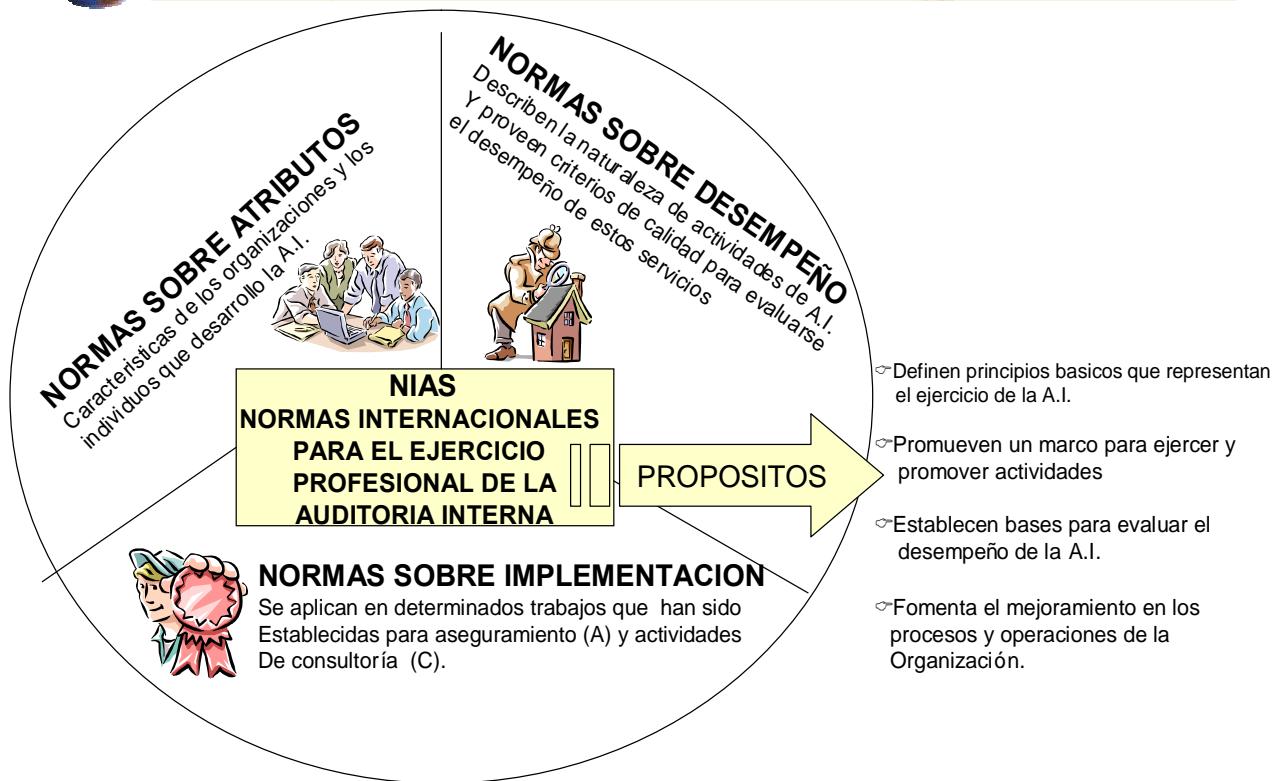 NORMAS SOBRE ATRIBUTOS
Características de los organizaciones y los
individuos que desarrollo la A.I.
NORMAS SOBRE DESEMPEÑO
Describen la naturaleza de actividades de A.I.
Y proveen criterios de calidad para evaluarse
el desempeño de estos servicios
NIAS
NORMAS INTERNACIONALES
PARA EL EJERCICIO
PROFESIONAL DE LA
AUDITORIA INTERNA
PROPOSITOS
☞Definen principios basicos que representan
el ejercicio de la A.I.
☞Promueven un marco para ejercer y
promover actividades
☞Establecen bases para evaluar el
desempeño de la A.I.
☞Fomenta el mejoramiento en los
procesos y operaciones de la
Organización.
NORMAS SOBRE IMPLEMENTACION
Se aplican en determinados trabajos que han sido
Establecidas para aseguramiento (A) y actividades
De consultoría (C).